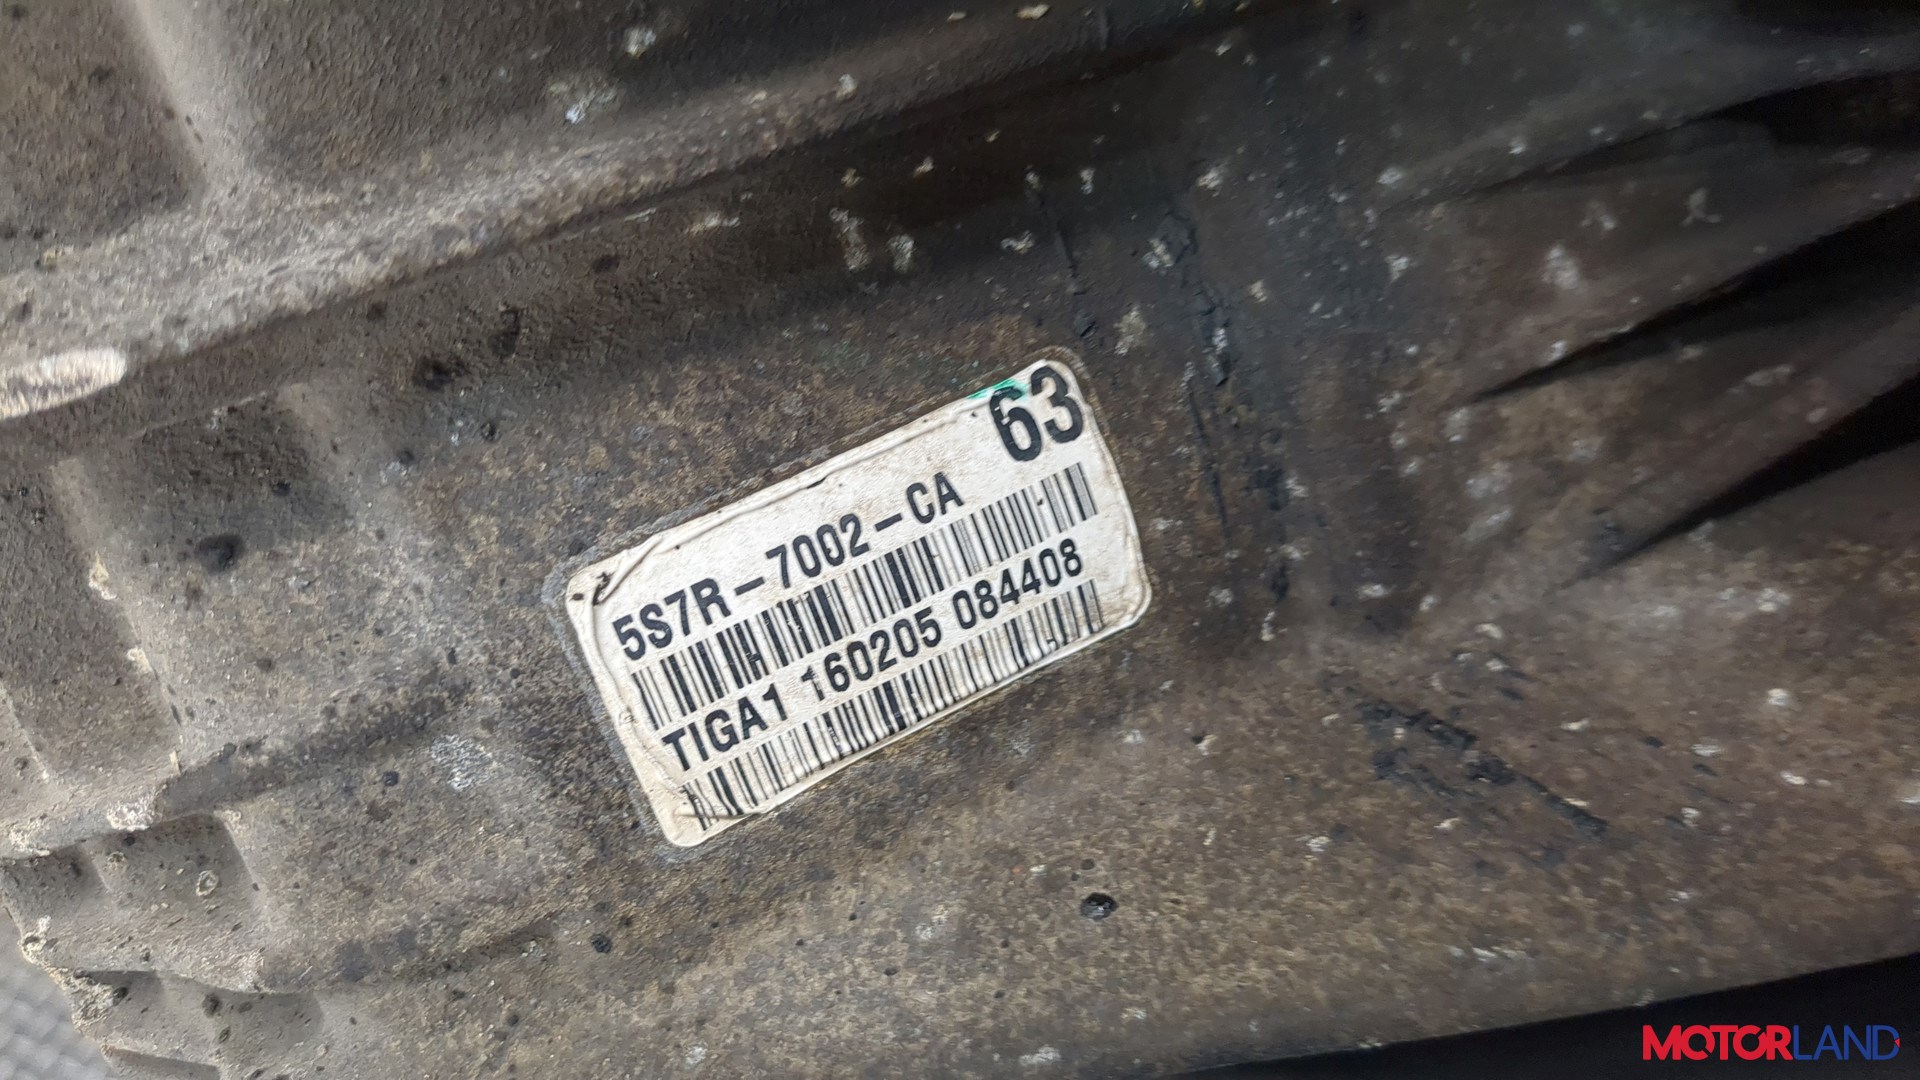 63
5S7R-7002-CA
TIGA1 160205 084408
MOTORLAND